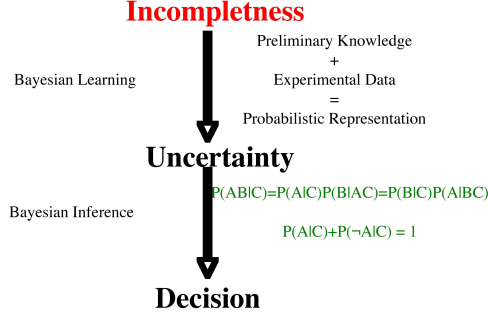 Incompletness
Preliminary Knowledge
+
Bayesian Learning
Experimental Data
=
Probabilistic Representation
Uncertainty
P(AB|C)=P(A|C)P(B|AC)=P(B|C)P(A|BC)
Bayesian Inference
P(A|C)+P(¬A|C) = 1
Decision